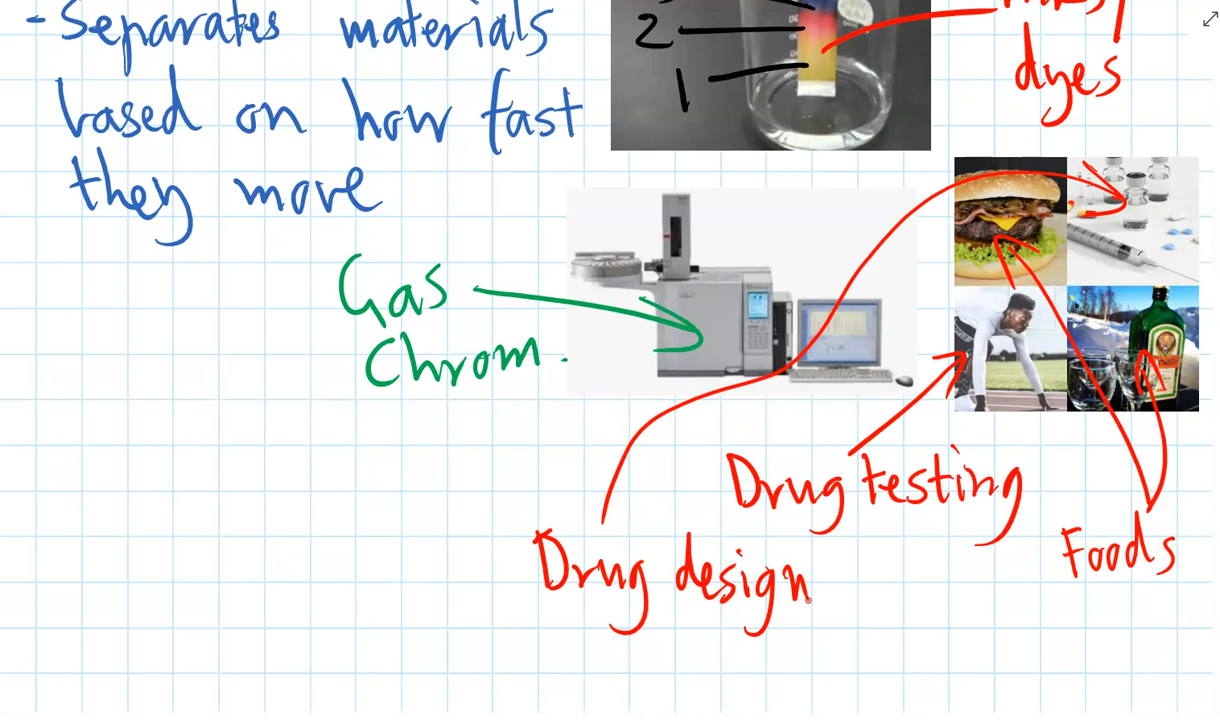 - Separates materials
based on how fast
they move
2
1
dyes
Gas
Chrom.
Drug testing
Foods
Drug design